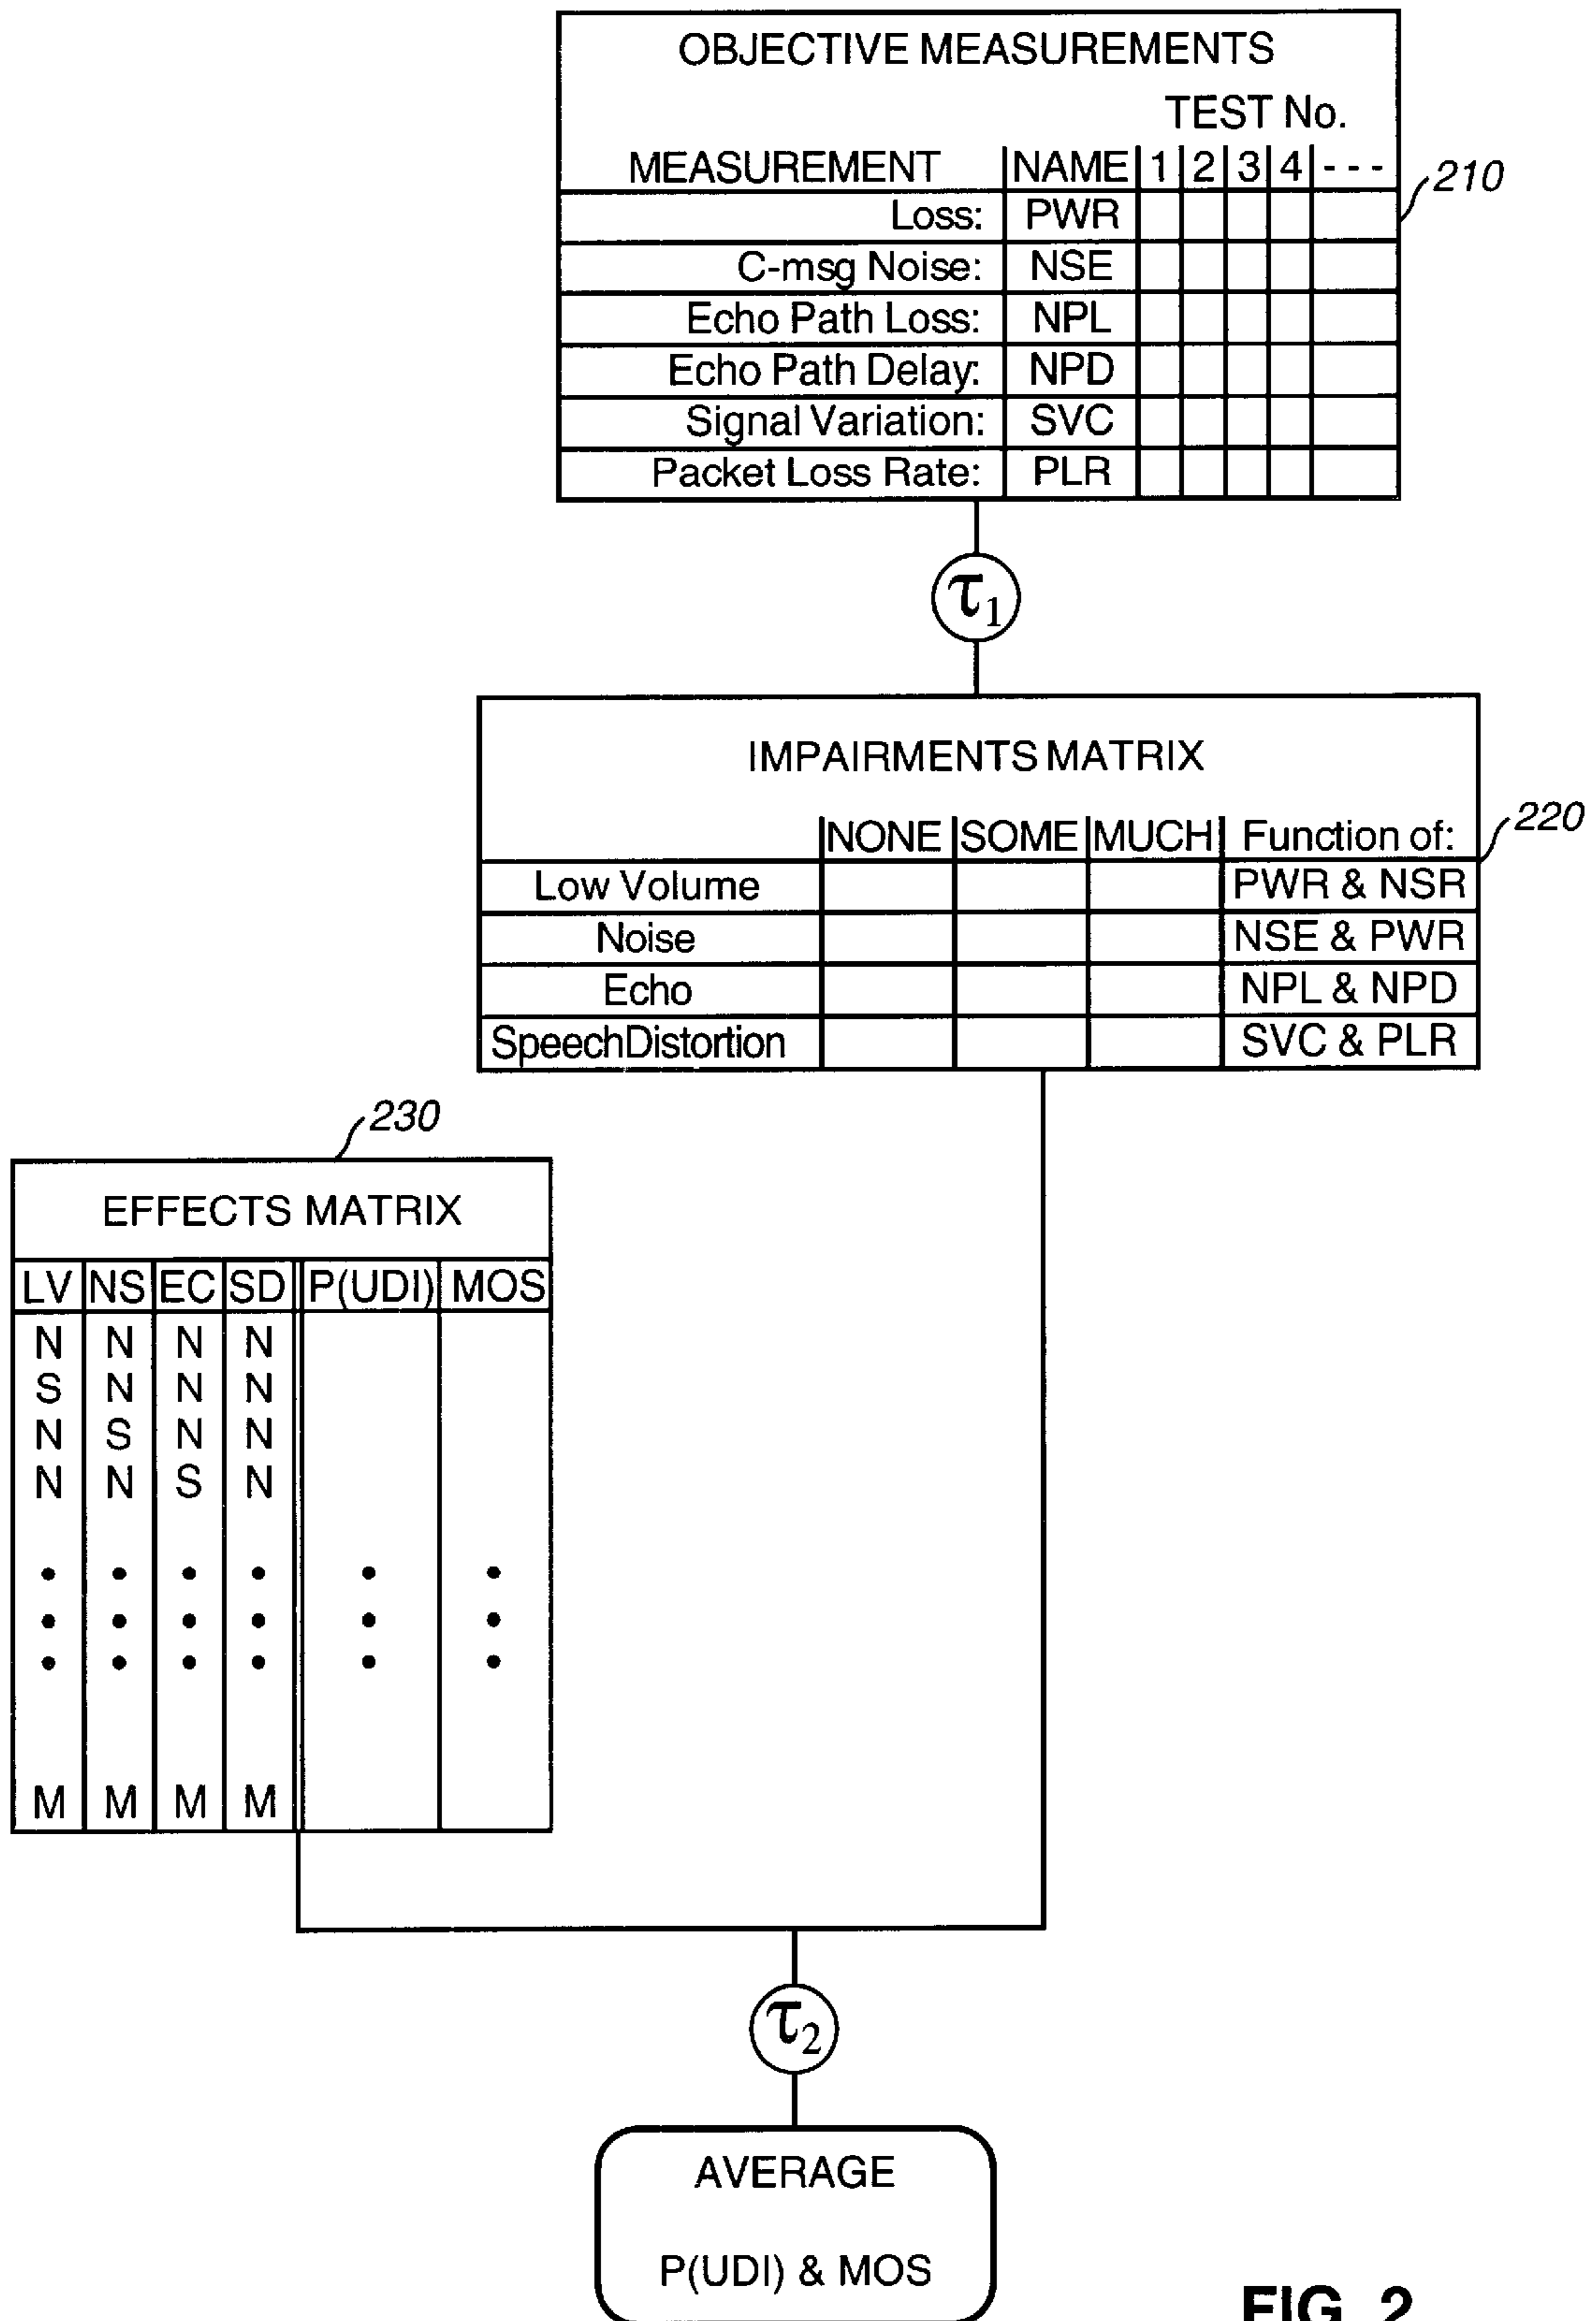 OBJECTIVE MEASUREMENTS
TEST No.
MEASUREMENT NAME 1 2 3 4 - - -
210
Loss: PWR
C-msg Noise: NSE
Echo Path Loss: NPL
Echo Path Delay: NPD
Signal Variation: SVC
Packet Loss Rate: PLR
τ1
IMPAIRMENTS MATRIX
220
NONE SOME MUCH Function of:
Low Volume PWR & NSR
Noise NSE & PWR
Echo NPL & NPD
SpeechDistortion SVC & PLR
230
EFFECTS MATRIX
LV NS EC SD P(UDI) MOS
N N N N
S N N N
N S N N
N N S N
M M M M
τ2
AVERAGE
P(UDI) & MOS
FIG. 2